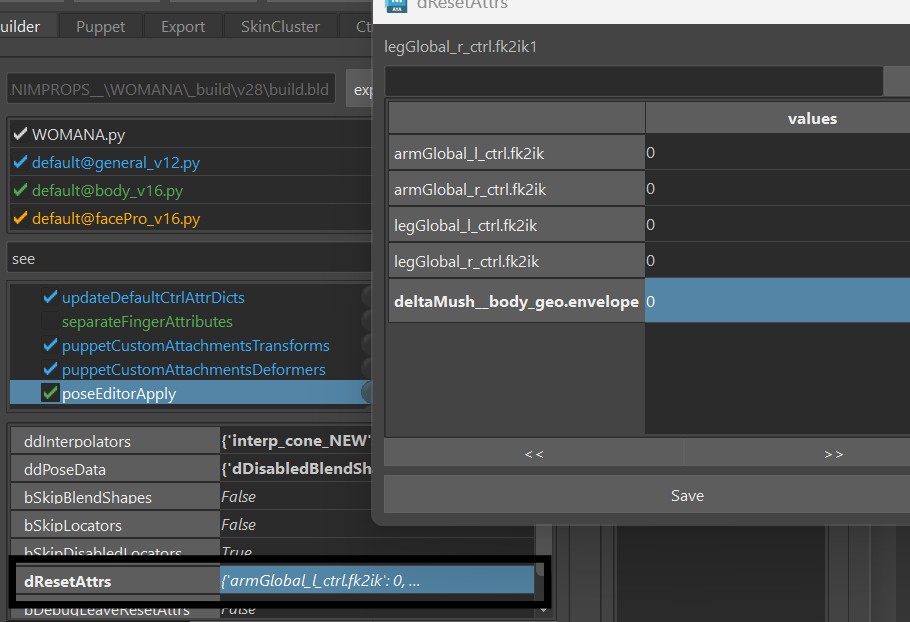 uilder Puppet Export SkinCluster
NIMPROPS__\WOMANA\_build\v28\build.bld
WOMANA.py
default@general_v12.py
default@body_v16.py
default@facePro_v16.py
see
updateDefaultCtrlAttrDicts
separateFingerAttributes
puppetCustomAttachmentsTransforms
puppetCustomAttachmentsDeformers
poseEditorApply
ddInterpolators {'interp_cone_NEW'
ddPoseData {'dDisabledBlendSh
bSkipBlendShapes False
bSkipLocators False
bSkipDisabledLocators True
dResetAttrs {'armGlobal_l_ctrl.fk2ik': 0, ...
bDebugLeaveResetAttrs False
dResetAttrs
legGlobal_r_ctrl.fk2ik1
values
armGlobal_l_ctrl.fk2ik 0
armGlobal_r_ctrl.fk2ik 0
legGlobal_l_ctrl.fk2ik 0
legGlobal_r_ctrl.fk2ik 0
deltaMush__body_geo.envelope 0
<< >>
Save